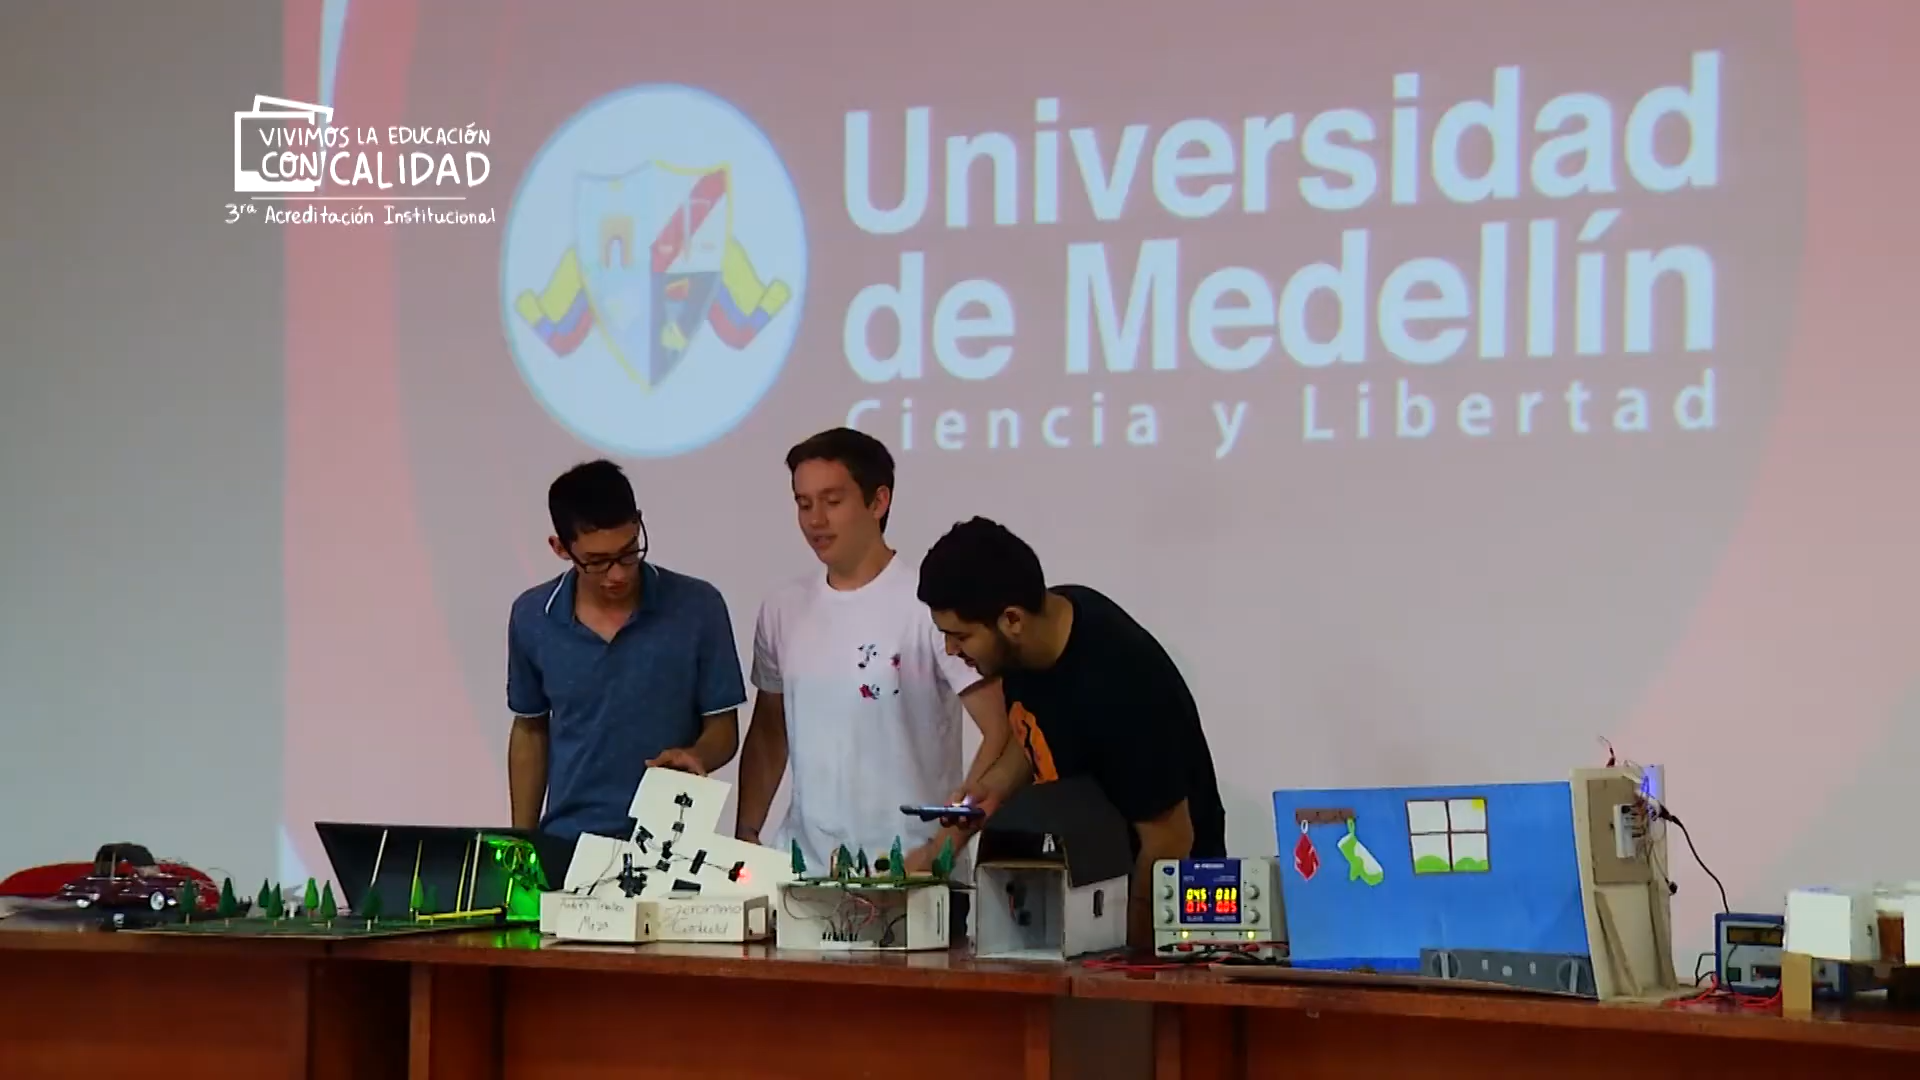 VIVIMOS LA EDUCACIÓN
CON CALIDAD
3ra Acreditación Institucional
Universidad
de Medellín
Ciencia y Libertad